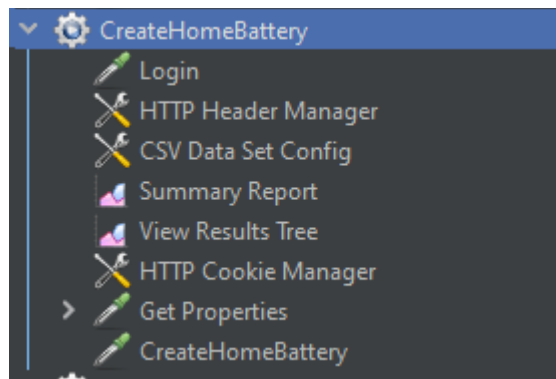 CreateHomeBattery
Login
HTTP Header Manager
CSV Data Set Config
Summary Report
View Results Tree
HTTP Cookie Manager
Get Properties
CreateHomeBattery